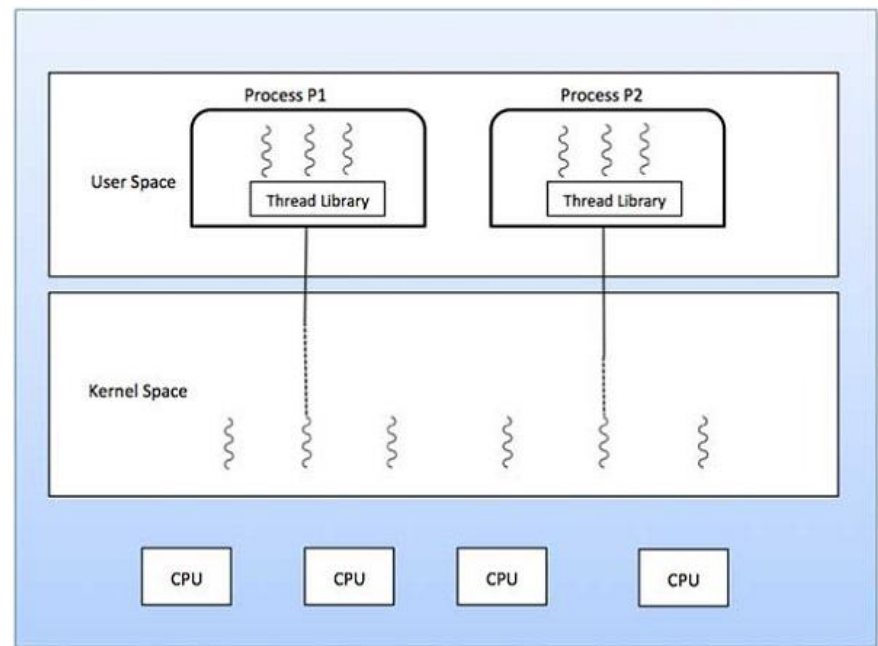 Process P1
Process P2
User Space
Thread Library
Thread Library
Kernel Space
CPU
CPU
CPU
CPU